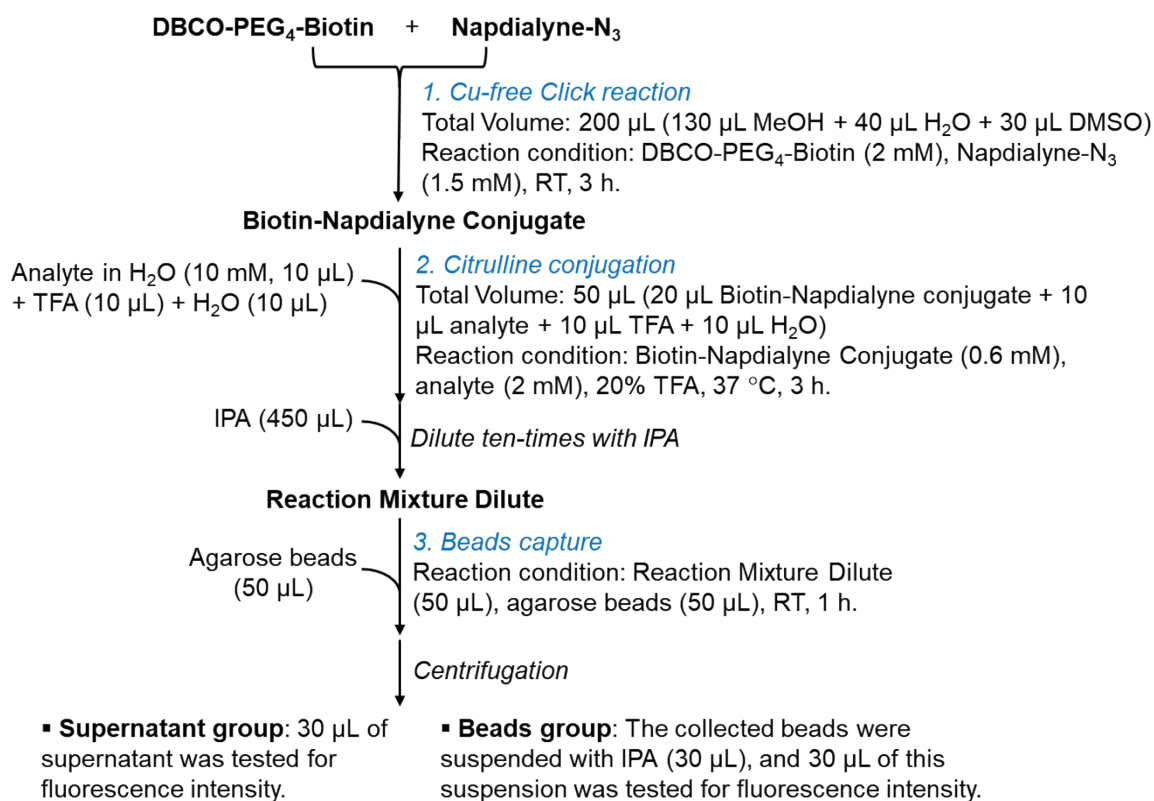 DBCO-PEG₄-Biotin + Napdialyne-N₃
1. Cu-free Click reaction
Total Volume: 200 µL (130 µL MeOH + 40 µL H₂O + 30 µL DMSO)
Reaction condition: DBCO-PEG₄-Biotin (2 mM), Napdialyne-N₃
(1.5 mM), RT, 3 h.
Biotin-Napdialyne Conjugate
Analyte in H₂O (10 mM, 10 µL)
+ TFA (10 µL) + H₂O (10 µL)
2. Citrulline conjugation
Total Volume: 50 µL (20 µL Biotin-Napdialyne conjugate + 10
µL analyte + 10 µL TFA + 10 µL H₂O)
Reaction condition: Biotin-Napdialyne Conjugate (0.6 mM),
analyte (2 mM), 20% TFA, 37 °C, 3 h.
IPA (450 µL)
Dilute ten-times with IPA
Reaction Mixture Dilute
Agarose beads
(50 µL)
3. Beads capture
Reaction condition: Reaction Mixture Dilute
(50 µL), agarose beads (50 µL), RT, 1 h.
Centrifugation
▪ Supernatant group: 30 µL of
supernatant was tested for
fluorescence intensity.
▪ Beads group: The collected beads were
suspended with IPA (30 µL), and 30 µL of this
suspension was tested for fluorescence intensity.